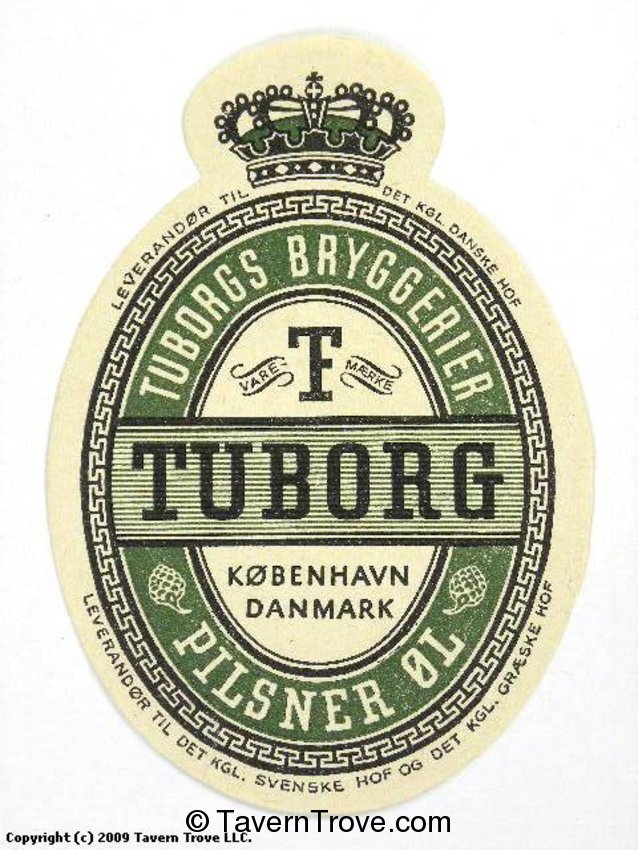 LEVERANDØR TIL DET KGL. DANSKE HOF
TUBORGS BRYGGERIER
VARE T MÆRKE
TUBORG
KØBENHAVN
DANMARK
PILSNER ØL
LEVERANDØR TIL DET KGL. SVENSKE HOF OG DET KGL. GRÆSKE HOF
© TavernTrove.com
Copyright (c) 2009 Tavern Trove LLC.